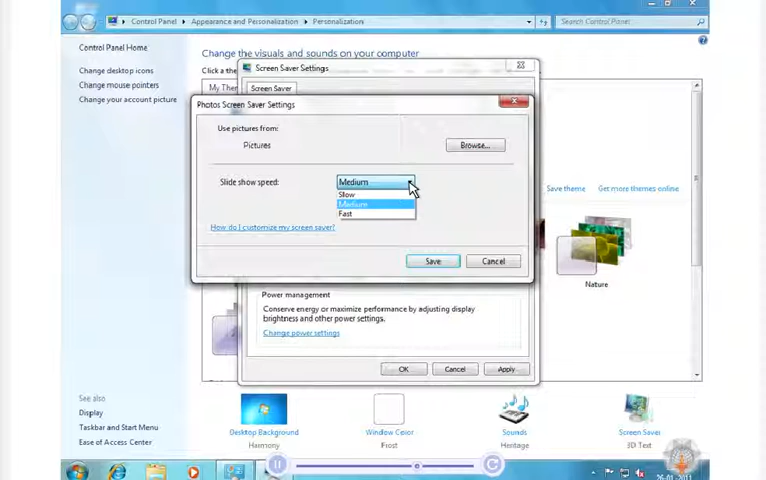 Control Panel Appearance and Personalization Personalization Search Control Panel
Control Panel Home
Change desktop icons
Change mouse pointers
Change your account picture
Change the visuals and sounds on your computer
Click a
My
Save theme Get more themes online
Nature
Screen Saver Settings
Screen Saver
Photos Screen Saver Settings
Use pictures from:
Pictures
Browse...
Slide show speed:
Medium
Slow
Medium
Fast
How do I customize my screen saver?
Save Cancel
Power management
Conserve energy or maximize performance by adjusting display
brightness and other power settings.
Change power settings
OK Cancel Apply
See also
Display
Taskbar and Start Menu
Ease of Access Center
Desktop Background
Harmony
Window Color
Frost
Sounds
Heritage
Screen Saver
3D Text
26-01-2011